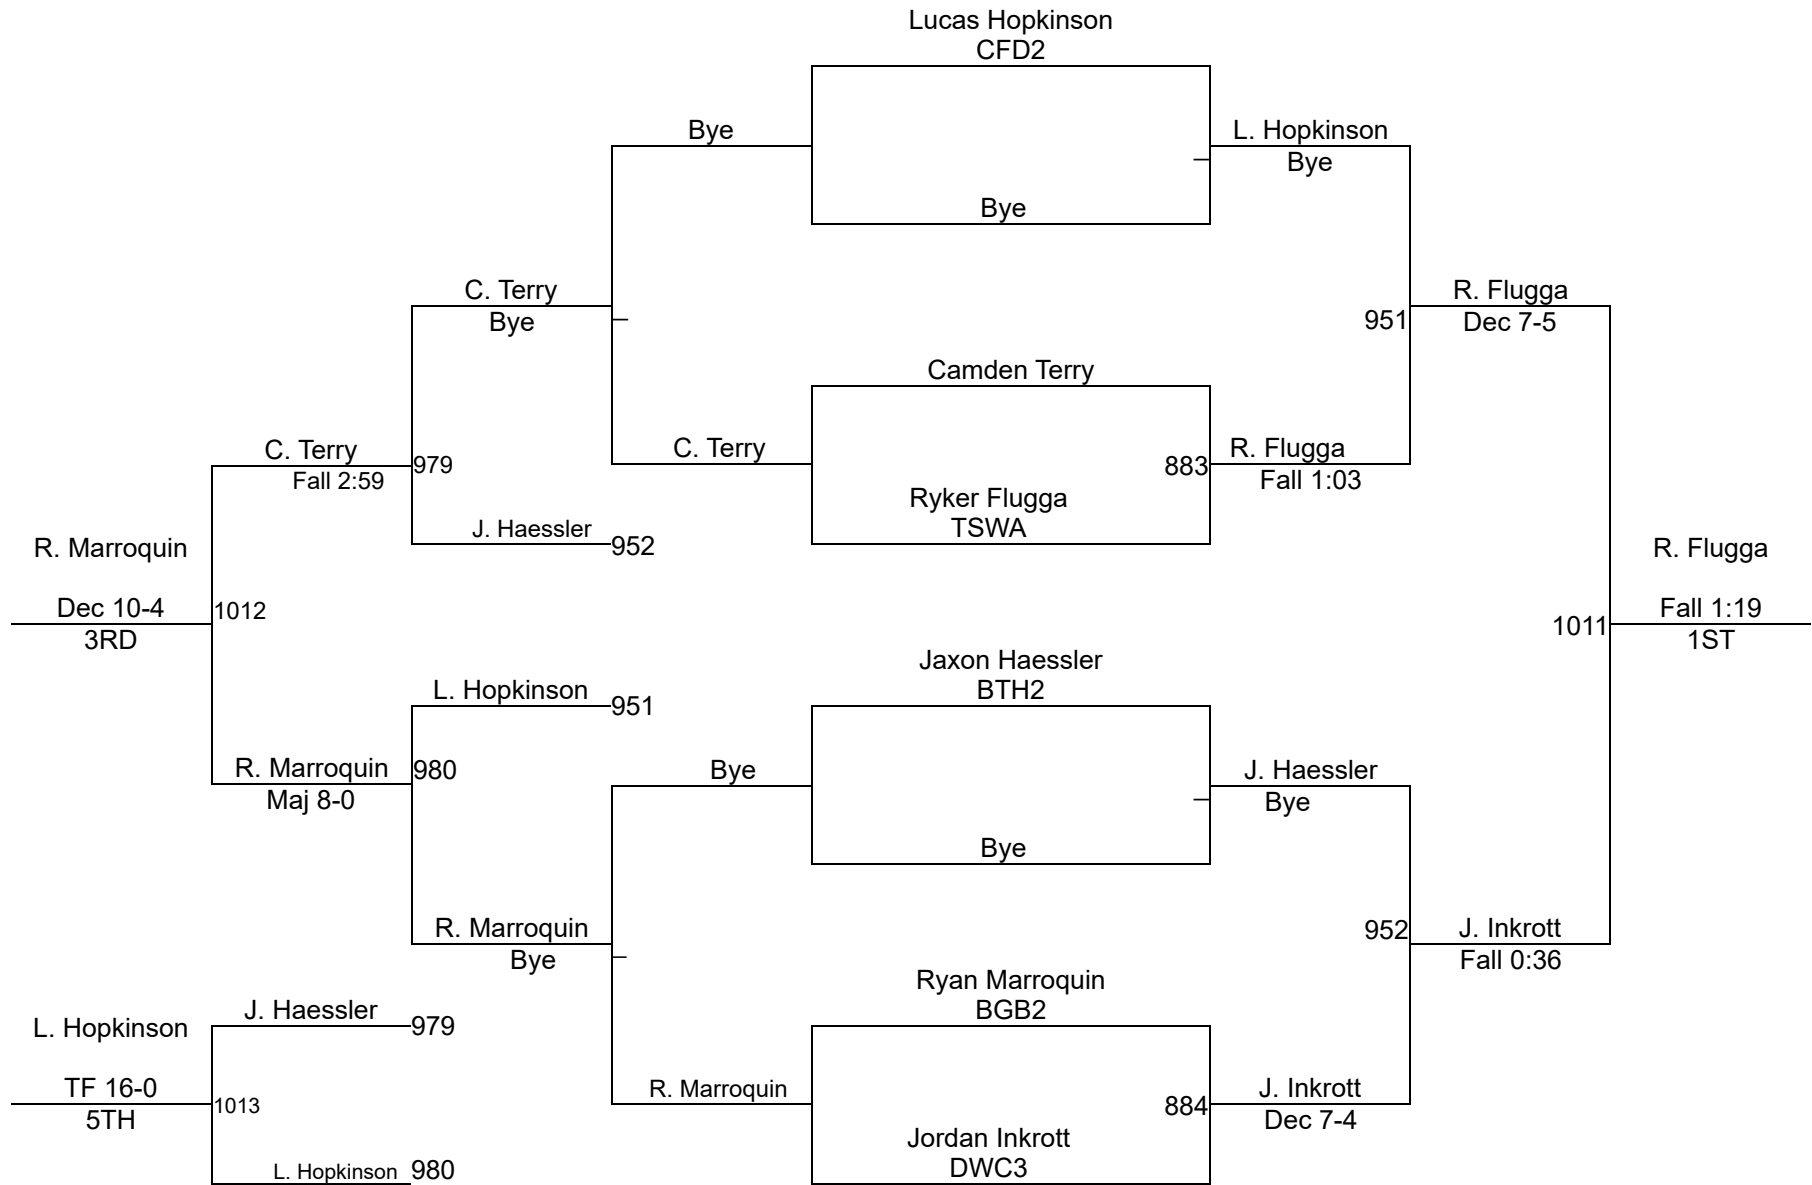 Lucas Hopkinson
CFD2
Bye
L. Hopkinson
Bye
Bye
C. Terry
Bye
R. Flugga
951
Dec 7-5
Camden Terry
C. Terry
979
Fall 2:59
C. Terry
883
R. Flugga
Fall 1:03
Ryker Flugga
TSWA
J. Haessler
952
R. Marroquin
R. Flugga
Dec 10-4
1012
3RD
1011
Fall 1:19
1ST
Jaxon Haessler
BTH2
L. Hopkinson
951
R. Marroquin
980
Maj 8-0
Bye
J. Haessler
Bye
Bye
R. Marroquin
Bye
952
J. Inkrott
Fall 0:36
Ryan Marroquin
BGB2
J. Haessler
979
L. Hopkinson
TF 16-0
1013
5TH
R. Marroquin
884
J. Inkrott
Dec 7-4
Jordan Inkrott
DWC3
L. Hopkinson
980